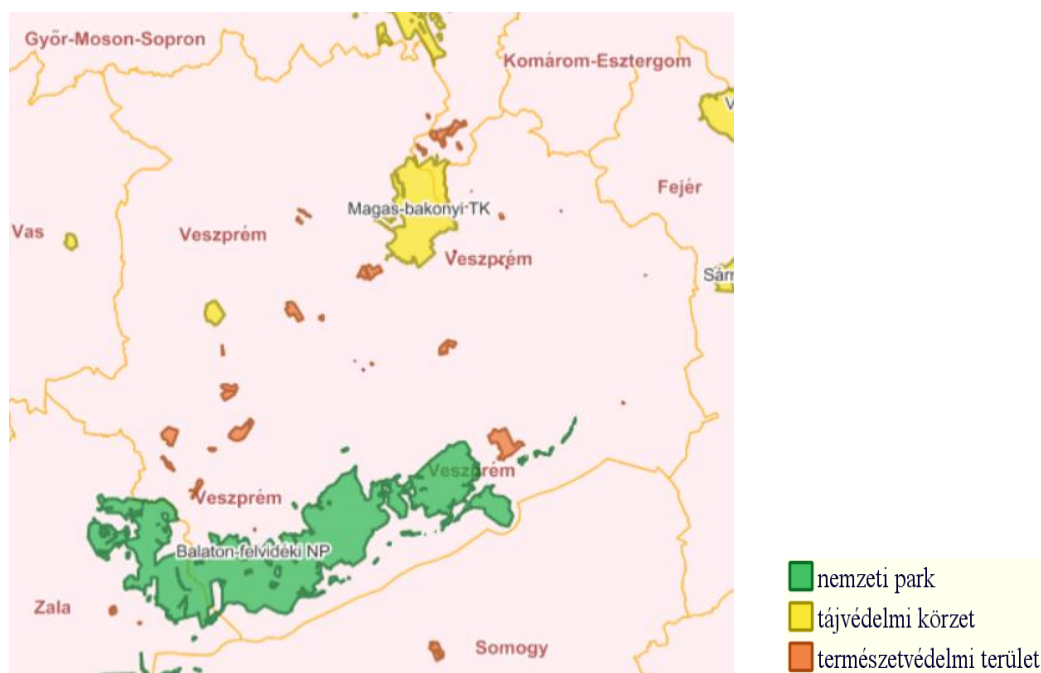 Győr-Moson-Sopron
Komárom-Esztergom
Fejér
Magas-bakonyi TK
Vas
Veszprém
Veszprém
Sárr
Veszprém
Veszprém
Balaton-felvidéki NP
Zala
Somogy
nemzeti park
tájvédelmi körzet
természetvédelmi terület